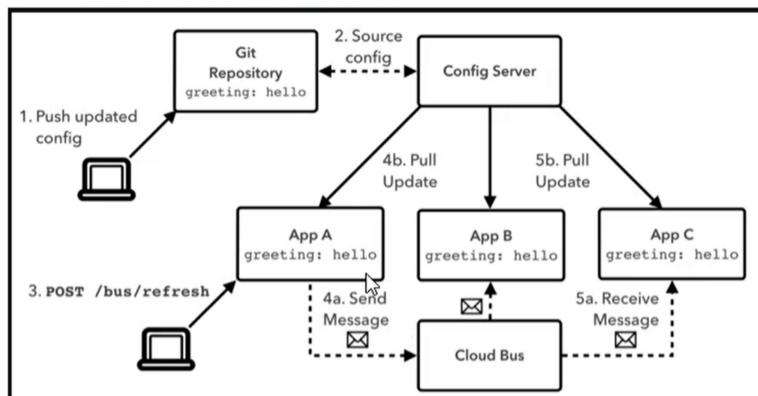 2. Source
config
Git
Repository
greeting: hello
Config Server
1. Push updated
config
4b. Pull
Update
5b. Pull
Update
App A
greeting: hello
App B
greeting: hello
App C
greeting: hello
3. POST /bus/refresh
4a. Send
Message
5a. Receive
Message
Cloud Bus